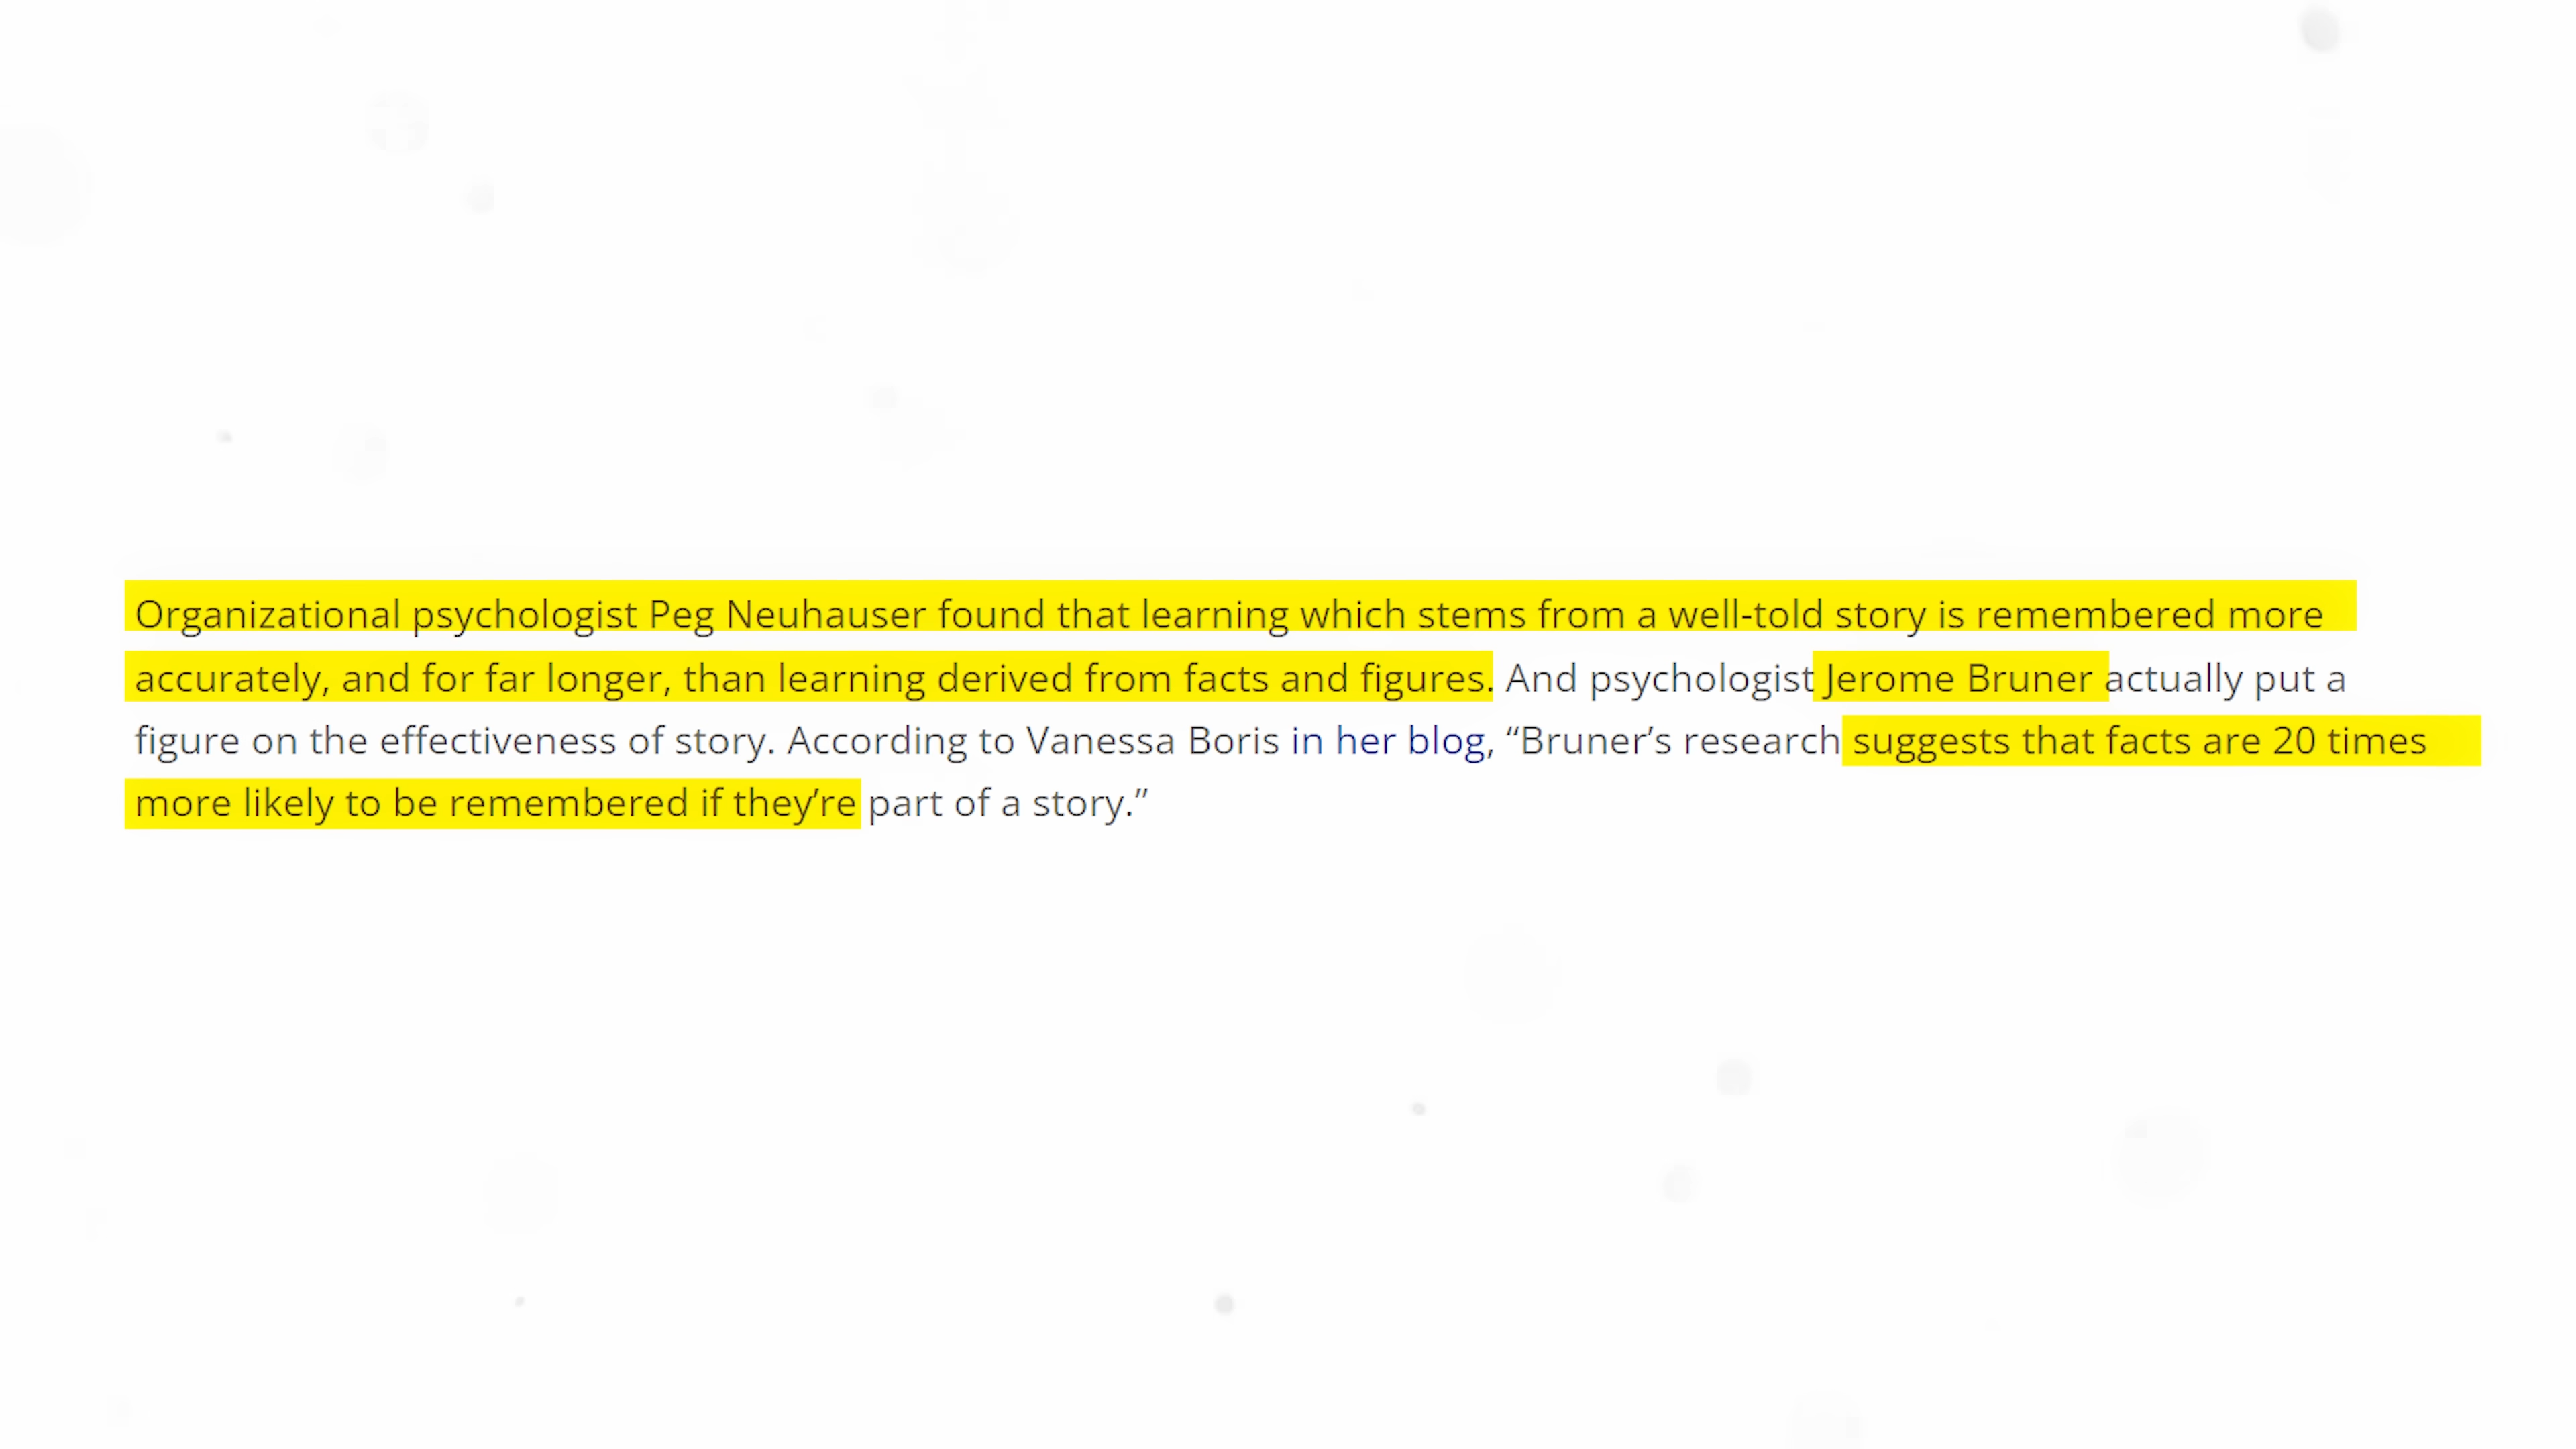 Organizational psychologist Peg Neuhauser found that learning which stems from a well-told story is remembered more
accurately, and for far longer, than learning derived from facts and figures. And psychologist Jerome Bruner actually put a
figure on the effectiveness of story. According to Vanessa Boris in her blog, “Bruner’s research suggests that facts are 20 times
more likely to be remembered if they’re part of a story.”